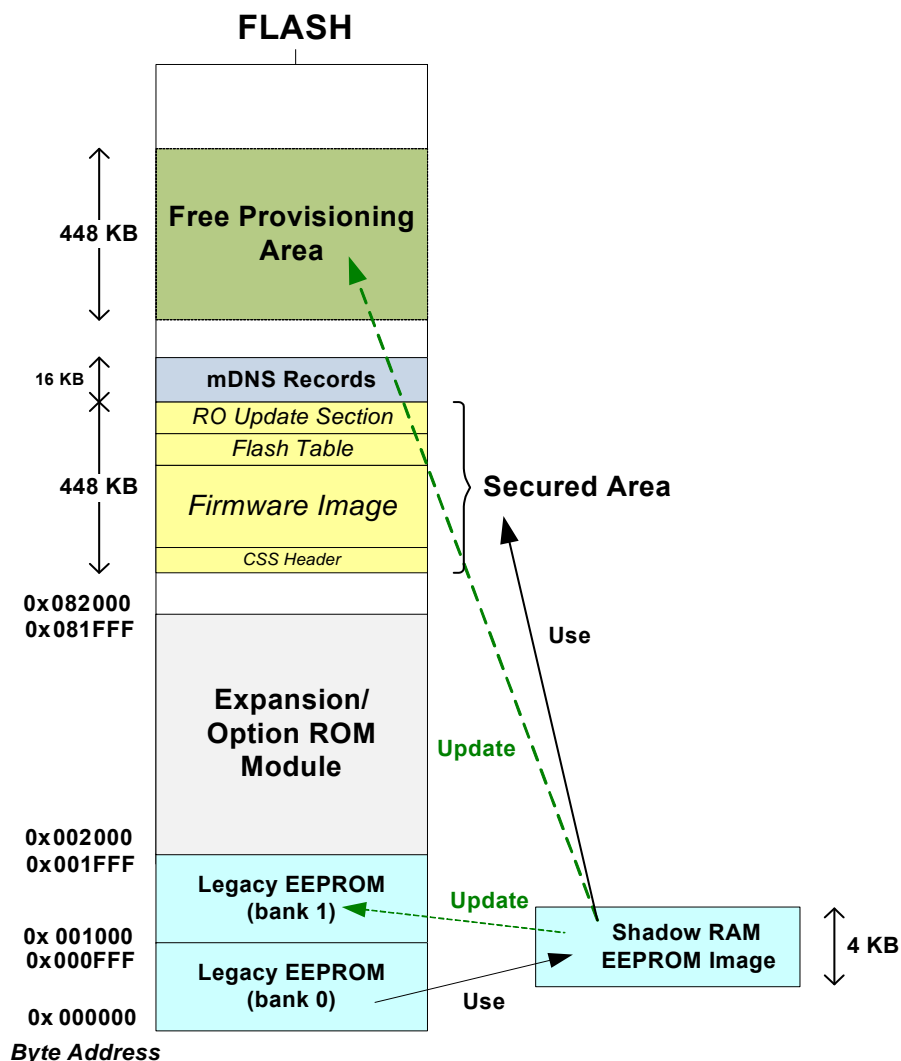 FLASH
Free Provisioning
Area
448 KB
16 KB
mDNS Records
RO Update Section
Flash Table
448 KB
Firmware Image
Secured Area
CSS Header
0x082000
0x081FFF
Use
Expansion/
Option ROM
Module
Update
0x002000
0x001FFF
Legacy EEPROM
(bank 1)
Update
0x 001000
0x000FFF
Shadow RAM
EEPROM Image
4 KB
Legacy EEPROM
(bank 0)
Use
0x 000000
Byte Address